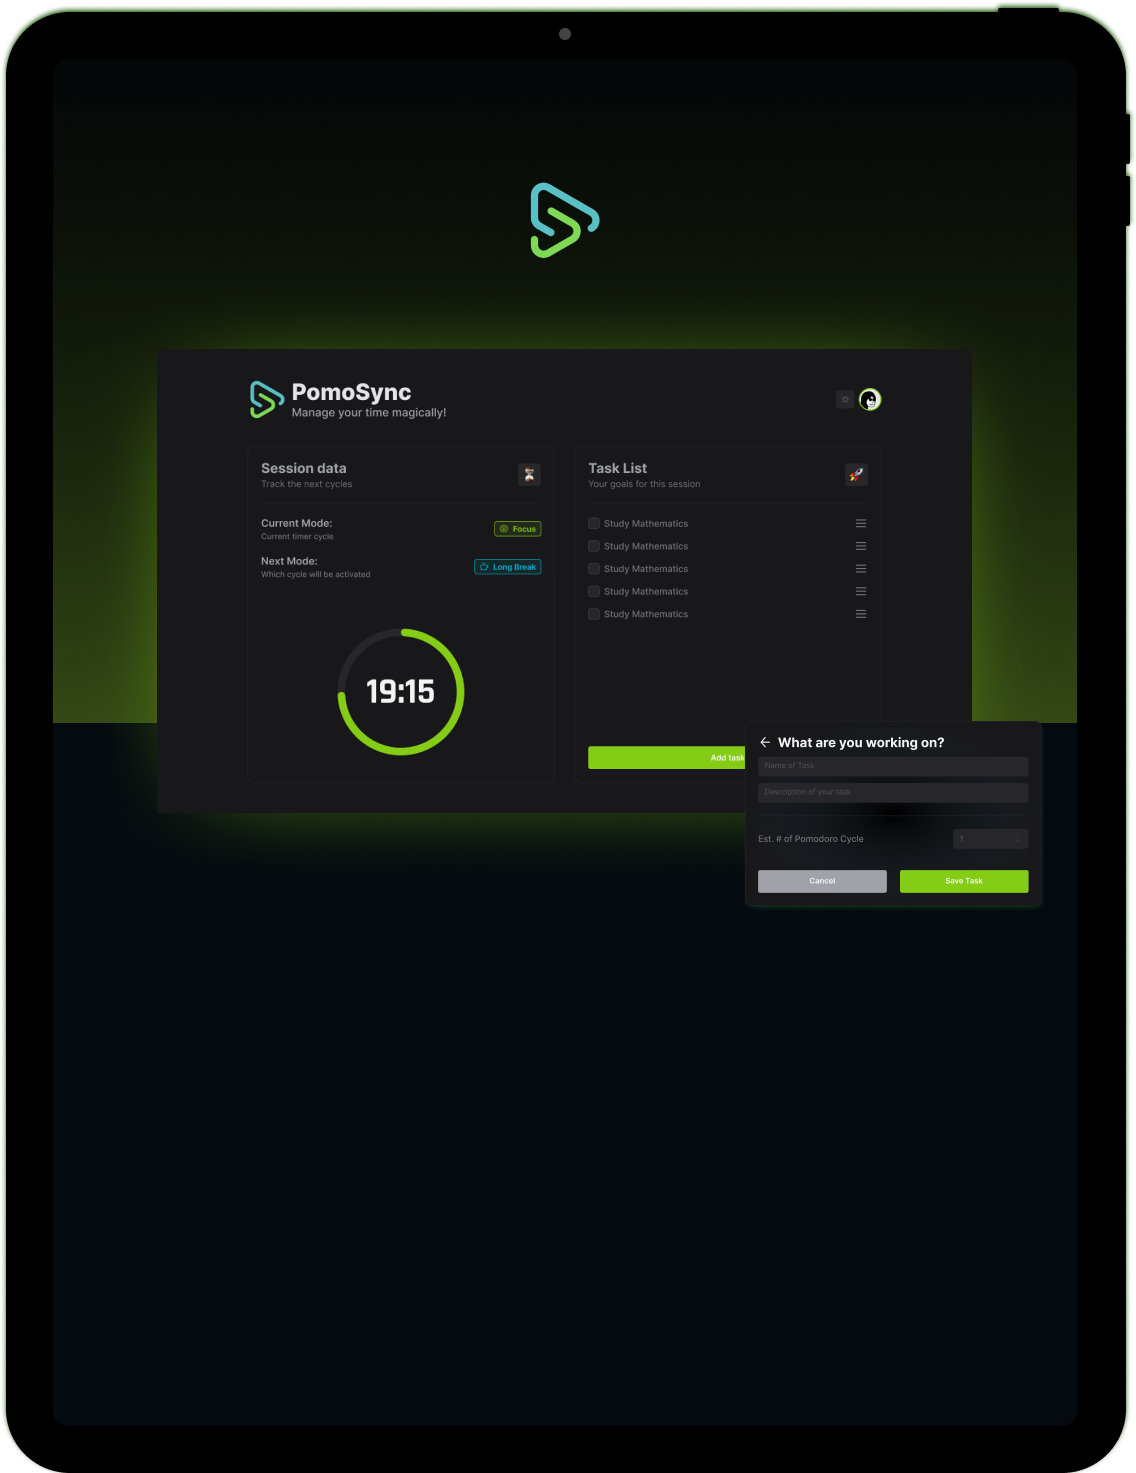 PomoSync
Manage your time magically!
Session data
Track the next cycles
Current Mode:
Current timer cycle
Focus
Next Mode:
Which cycle will be activated
Long Break
19:15
Task List
Your goals for this session
Study Mathematics
Study Mathematics
Study Mathematics
Study Mathematics
Study Mathematics
Add task
What are you working on?
Name of Task
Description of your task
Est. # of Pomodoro Cycle
1
Cancel
Save Task